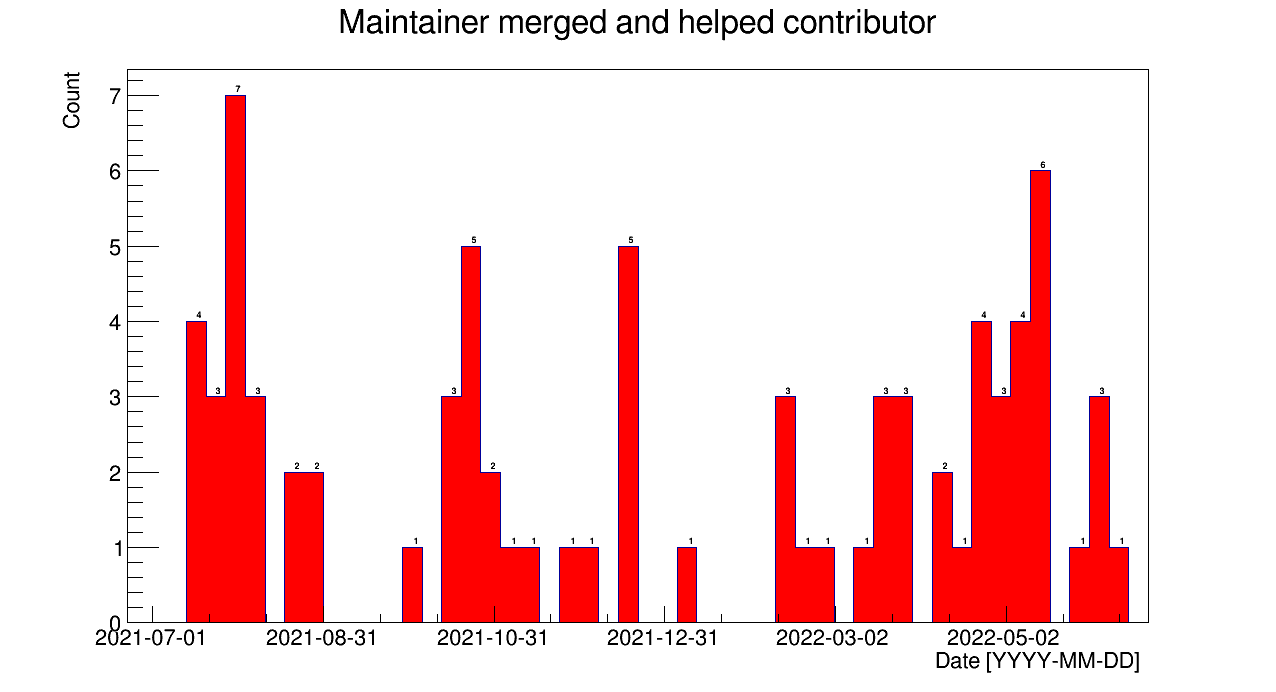 Maintainer merged and helped contributor
Count
7
6
5
4
3
2
1
0
4 3 7 3 2 2 1 3 5 2 1 1 1 1 5 1 3 1 1 1 3 3 2 1 4 3 4 6 1 3 1
2021-07-01 2021-08-31 2021-10-31 2021-12-31 2022-03-02 2022-05-02
Date [YYYY-MM-DD]